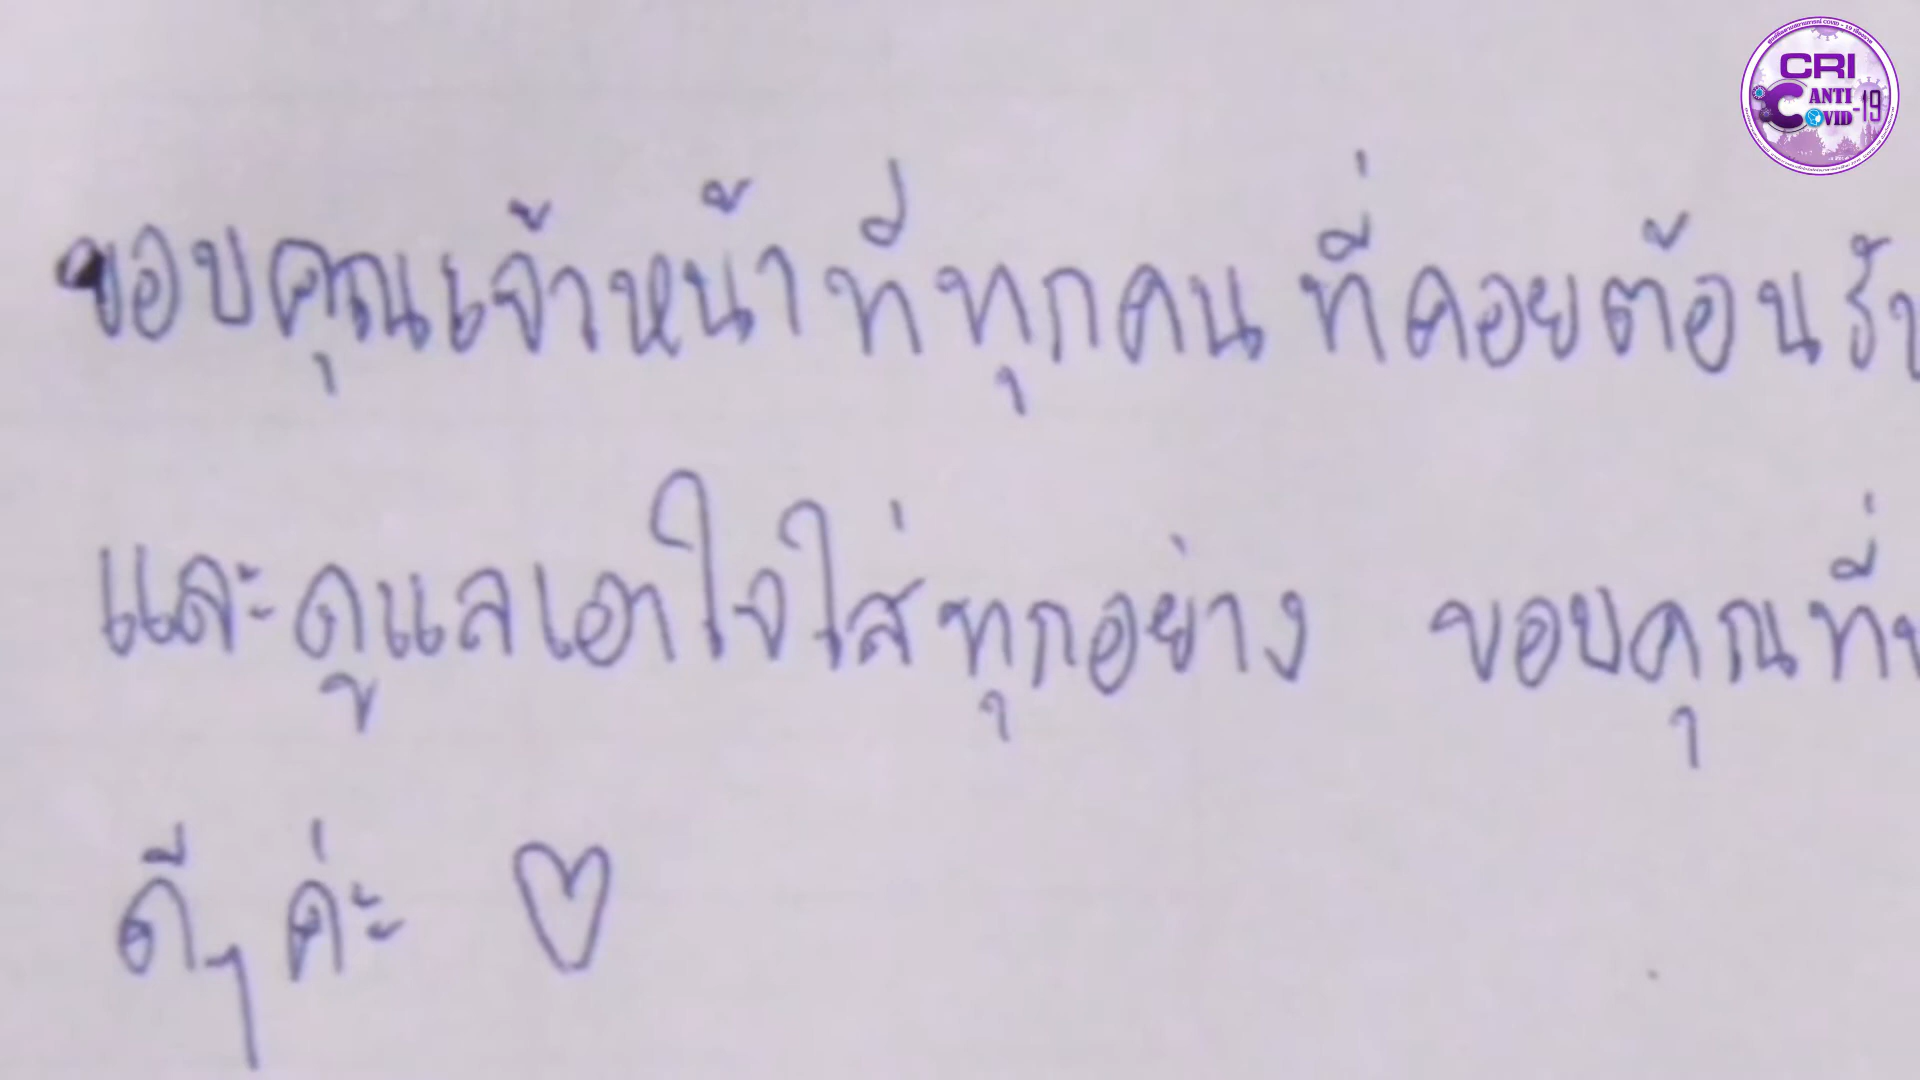 CRI
ANTI
COVID-19
ขอบคุณเจ้าหน้าที่ทุกคน ที่คอยต้อนรับ
และดูแลเอาใจใส่ทุกอย่าง ขอบคุณที่
ดีๆ ค่ะ ♡